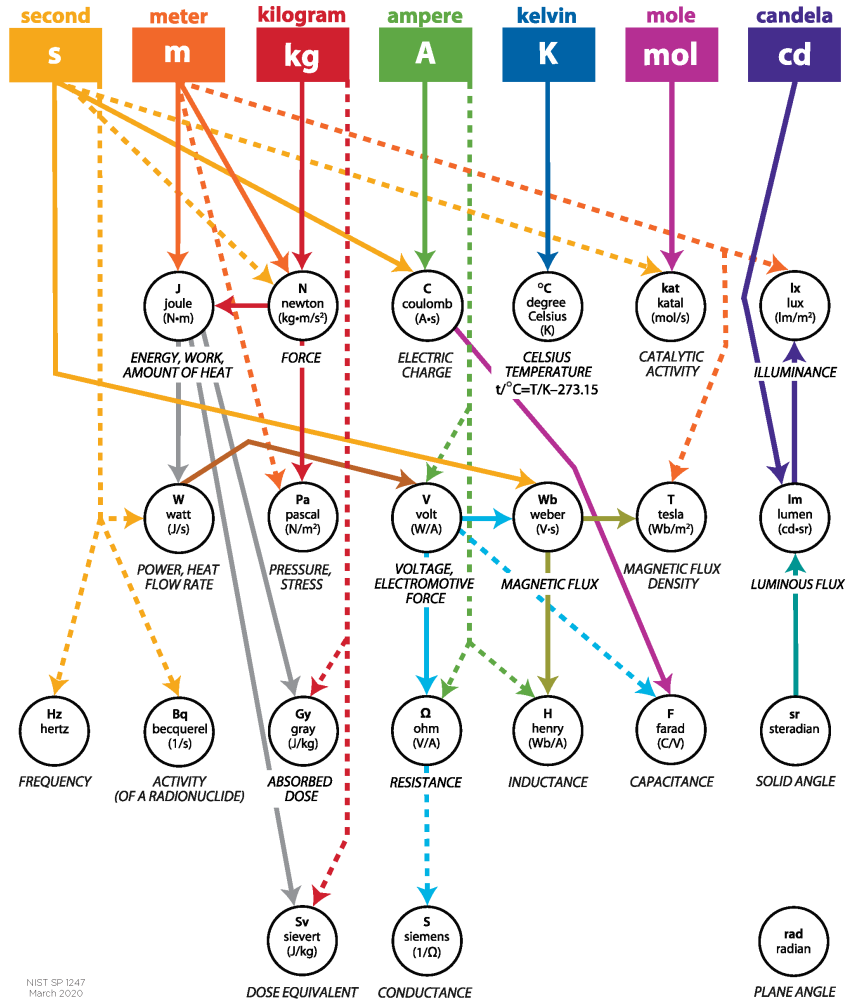 second
meter
kilogram
ampere
kelvin
mole
candela
s
m
kg
A
K
mol
cd
J
joule
(N•m)
ENERGY, WORK,
AMOUNT OF HEAT
N
newton
(kg•m/s²)
FORCE
C
coulomb
(A•s)
ELECTRIC
CHARGE
°C
degree
Celsius
(K)
CELSIUS
TEMPERATURE
t/°C=T/K–273.15
kat
katal
(mol/s)
CATALYTIC
ACTIVITY
lx
lux
(lm/m²)
ILLUMINANCE
W
watt
(J/s)
POWER, HEAT
FLOW RATE
Pa
pascal
(N/m²)
PRESSURE,
STRESS
V
volt
(W/A)
VOLTAGE,
ELECTROMOTIVE
FORCE
Wb
weber
(V•s)
MAGNETIC FLUX
T
tesla
(Wb/m²)
MAGNETIC FLUX
DENSITY
lm
lumen
(cd•sr)
LUMINOUS FLUX
Hz
hertz
FREQUENCY
Bq
becquerel
(1/s)
ACTIVITY
(OF A RADIONUCLIDE)
Gy
gray
(J/kg)
ABSORBED
DOSE
Ω
ohm
(V/A)
RESISTANCE
H
henry
(Wb/A)
INDUCTANCE
F
farad
(C/V)
CAPACITANCE
sr
steradian
SOLID ANGLE
Sv
sievert
(J/kg)
DOSE EQUIVALENT
S
siemens
(1/Ω)
CONDUCTANCE
rad
radian
PLANE ANGLE
NIST SP 1247
March 2020